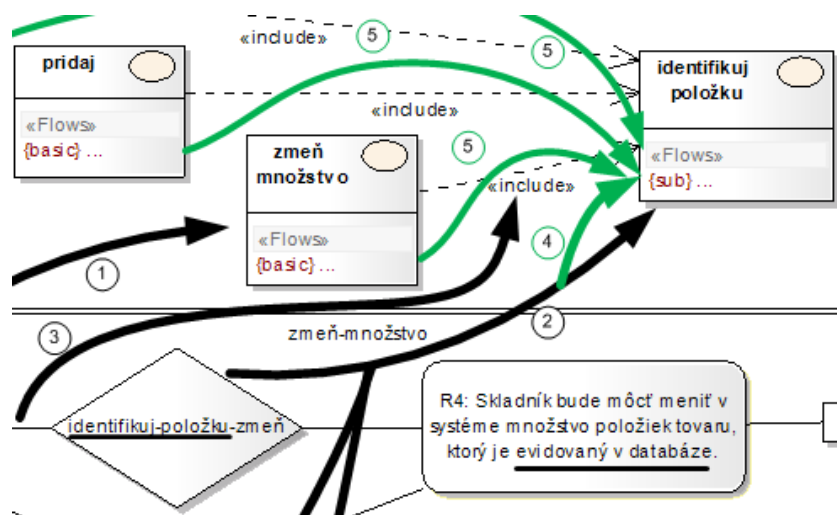 «include»
5
5
pridaj
«Flows»
{basic} ...
identifikuj
položku
«Flows»
{sub} ...
«include»
zmeň
množstvo
«Flows»
{basic} ...
5
«include»
4
1
2
3
zmeň-množstvo
identifikuj-položku-zmeň
R4: Skladník bude môcť meniť v
systéme množstvo položiek tovaru,
ktorý je evidovaný v databáze.